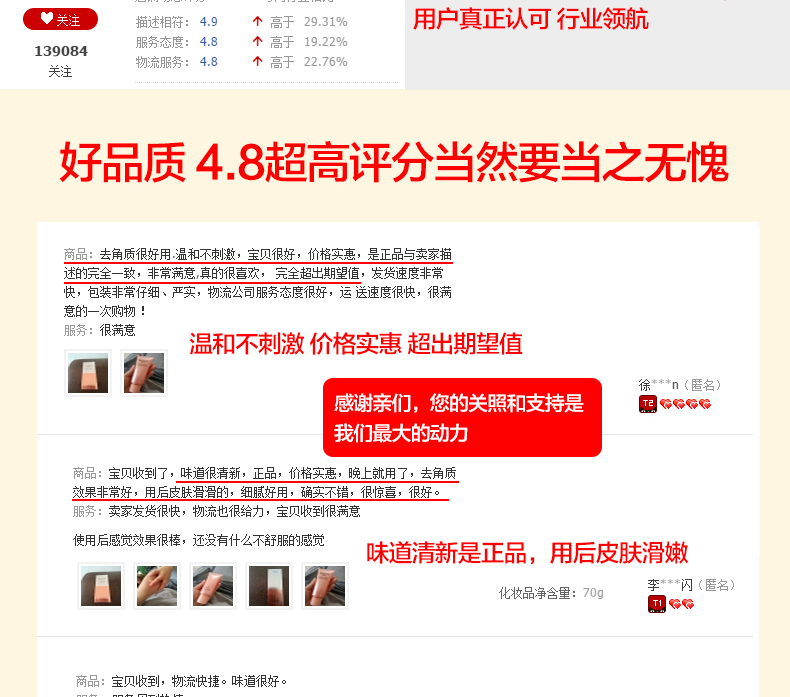 关注
139084
关注
描述相符： 4.9 高于 29.31%
服务态度： 4.8 高于 19.22%
物流服务： 4.8 高于 22.76%
用户真正认可 行业领航
好品质 4.8超高评分当然要当之无愧
商品：去角质很好用.温和不刺激，宝贝很好，价格实惠，是正品与卖家描
述的完全一致，非常满意,真的很喜欢， 完全超出期望值，发货速度非常
快，包装非常仔细、严实，物流公司服务态度很好，运 送速度很快，很满
意的一次购物！
服务：很满意
温和不刺激 价格实惠 超出期望值
徐***n（匿名）
T2
感谢亲们，您的关照和支持是
我们最大的动力
商品：宝贝收到了，味道很清新，正品，价格实惠，晚上就用了，去角质
效果非常好，用后皮肤滑滑的，细腻好用，确实不错，很惊喜，很好。
服务：卖家发货很快，物流也很给力，宝贝收到很满意
使用后感觉效果很棒，还没有什么不舒服的感觉
味道清新是正品，用后皮肤滑嫩
化妆品净含量：70g
李***闪（匿名）
T1
商品：宝贝收到，物流快捷。味道很好。